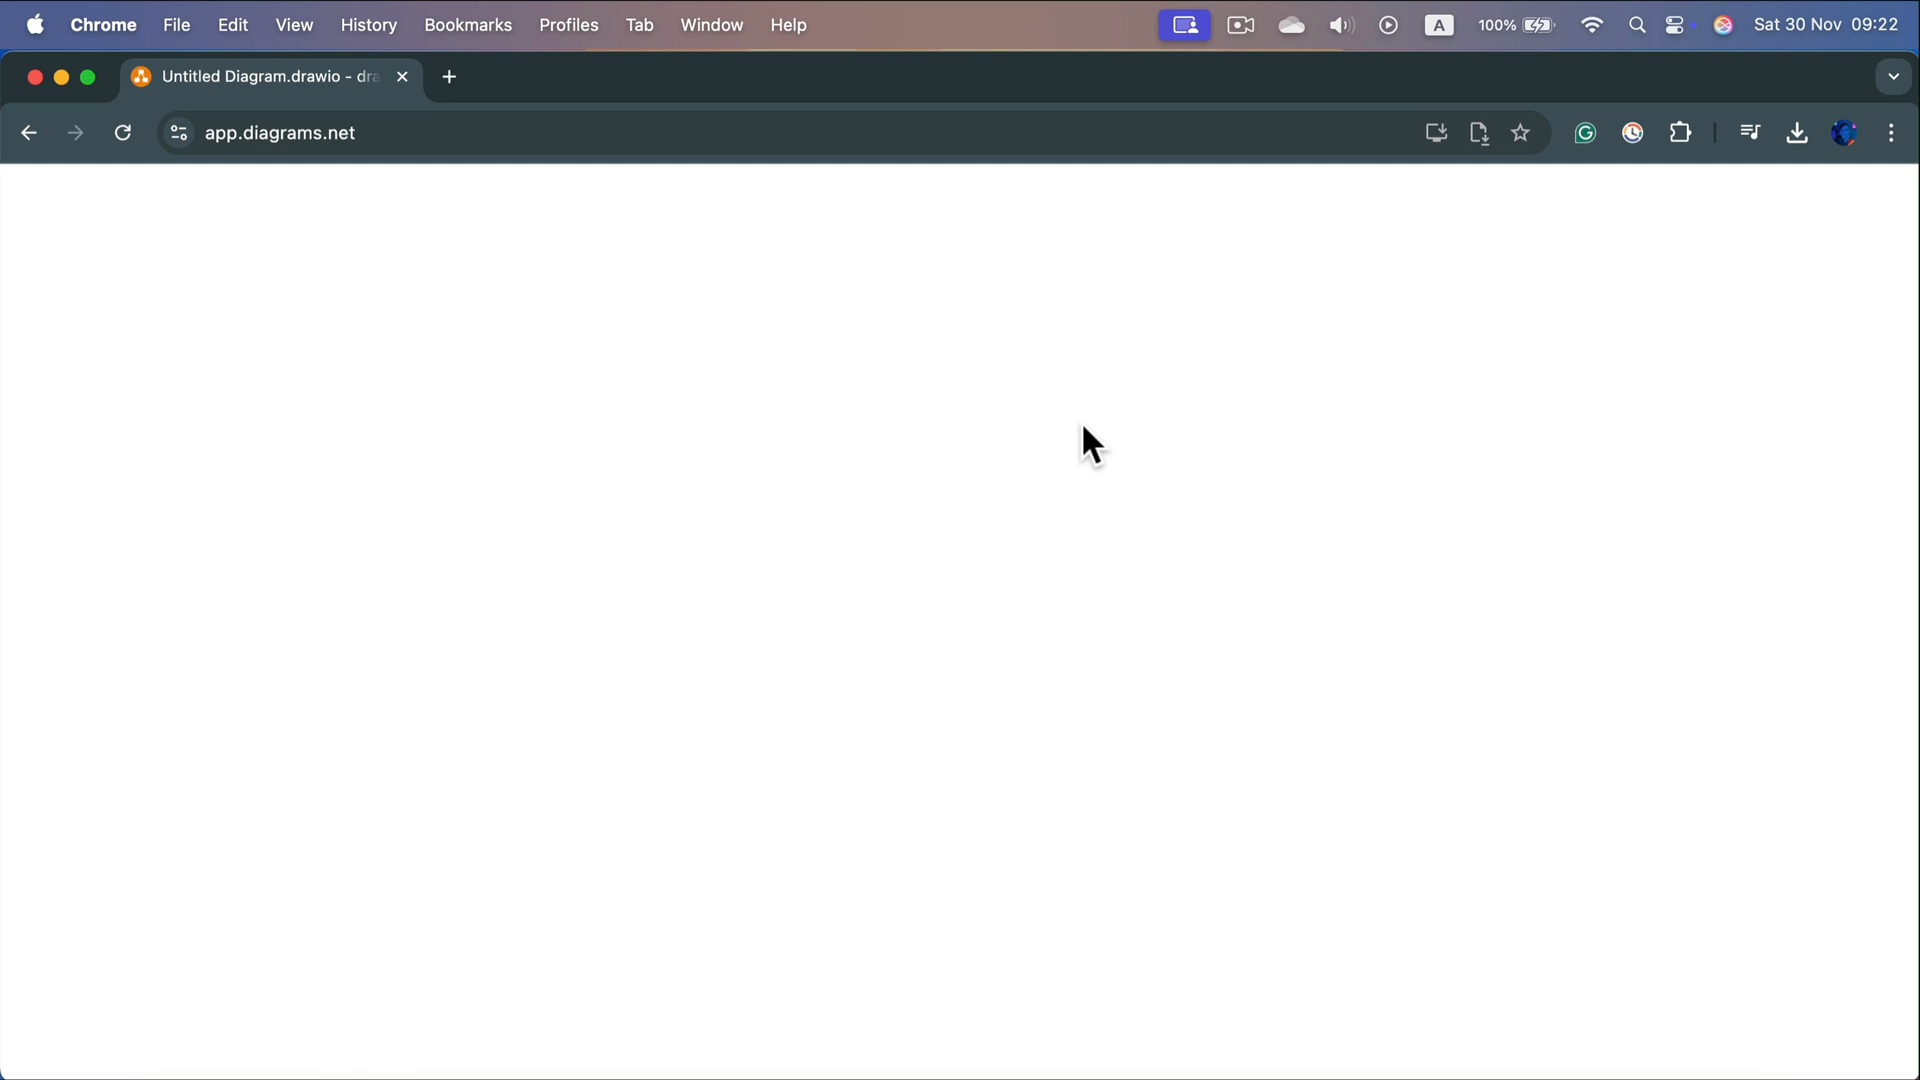 Chrome File Edit View History Bookmarks Profiles Tab Window Help A 100% Sat 30 Nov 09:22
Untitled Diagram.drawio - dra
app.diagrams.net